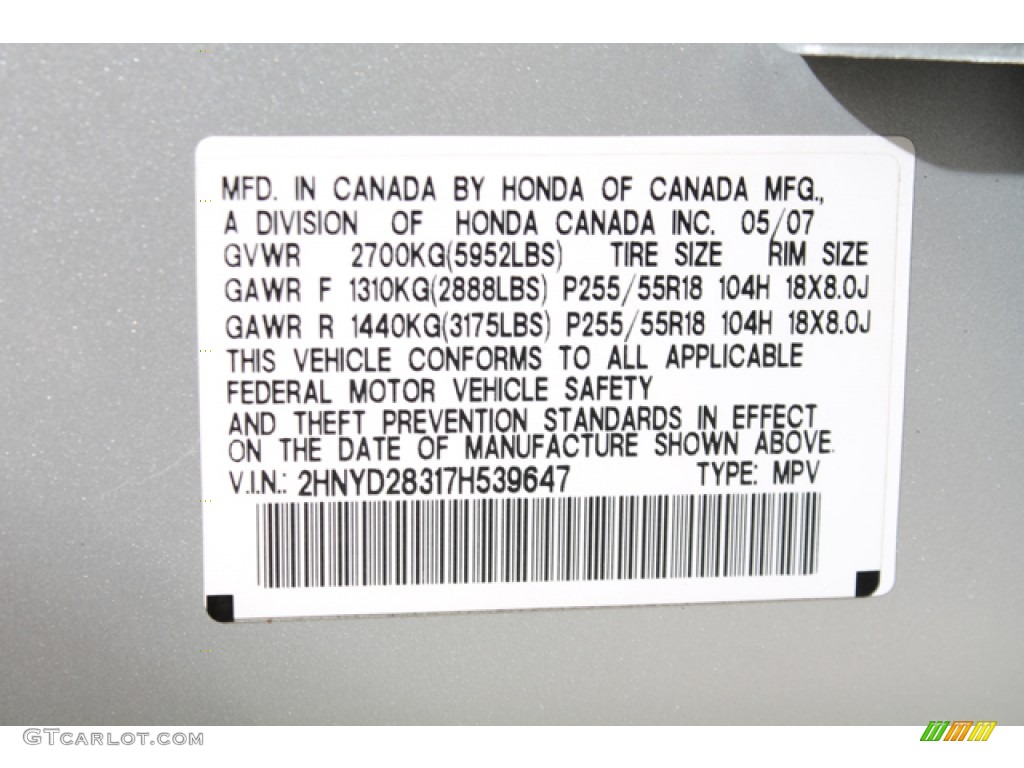 MFD. IN CANADA BY HONDA OF CANADA MFG.,
A DIVISION OF HONDA CANADA INC. 05/07
GVWR 2700KG(5952LBS) TIRE SIZE RIM SIZE
GAWR F 1310KG(2888LBS) P255/55R18 104H 18X8.0J
GAWR R 1440KG(3175LBS) P255/55R18 104H 18X8.0J
THIS VEHICLE CONFORMS TO ALL APPLICABLE
FEDERAL MOTOR VEHICLE SAFETY
AND THEFT PREVENTION STANDARDS IN EFFECT
ON THE DATE OF MANUFACTURE SHOWN ABOVE.
V.I.N.: 2HNYD28317H539647 TYPE: MPV
GTCARLOT.COM